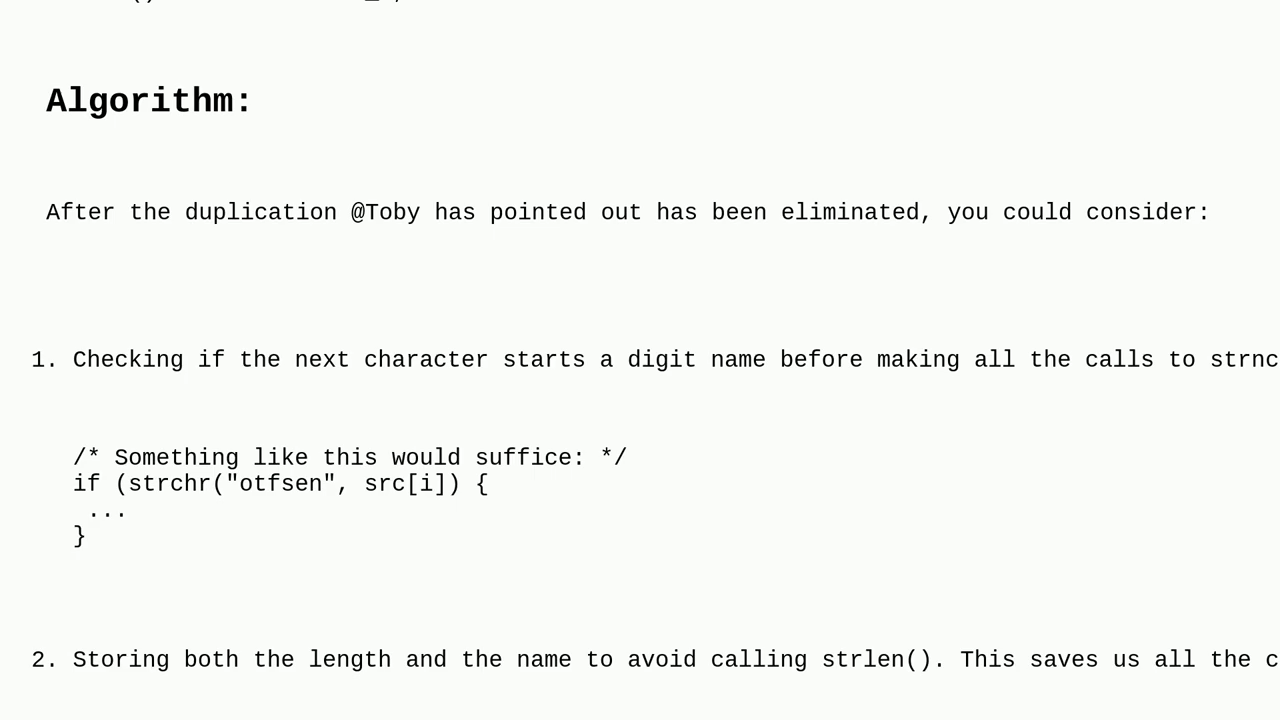 Algorithm:
After the duplication @Toby has pointed out has been eliminated, you could consider:
1. Checking if the next character starts a digit name before making all the calls to strnc
/* Something like this would suffice: */
if (strchr("otfsen", src[i]) {
...
}
2. Storing both the length and the name to avoid calling strlen(). This saves us all the c